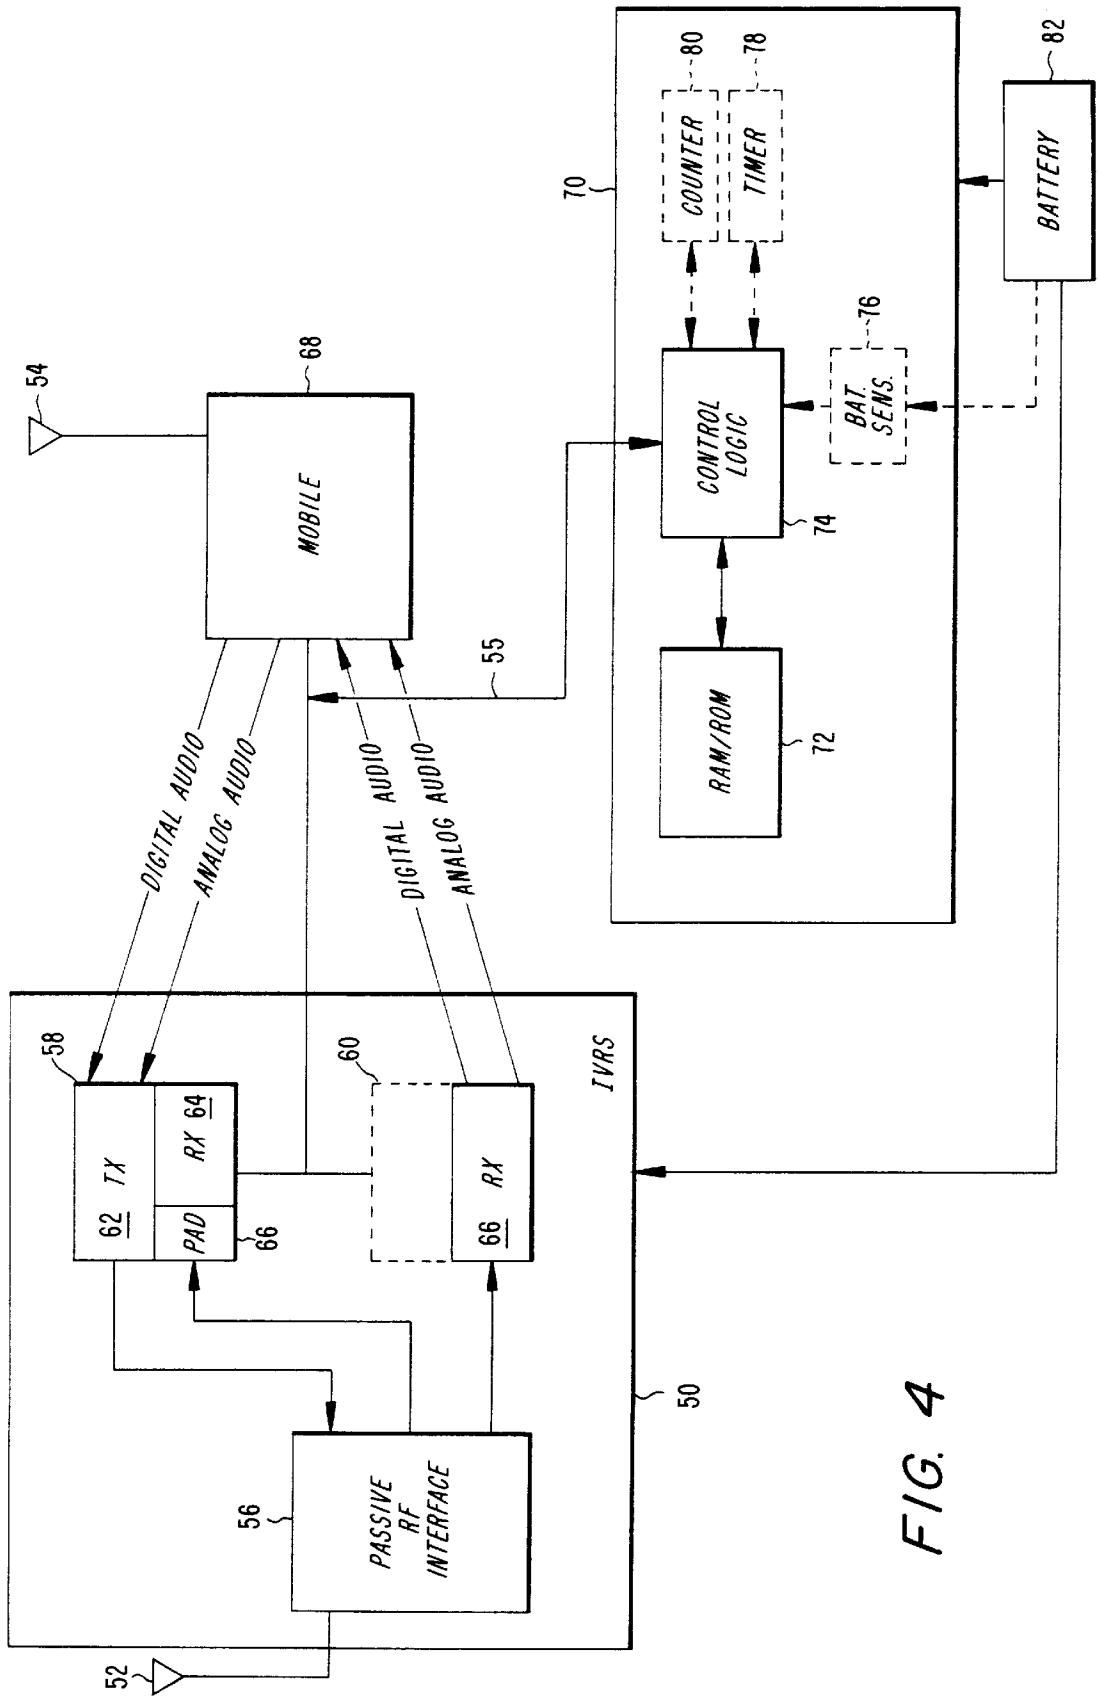 52
54
58
TX
62
RX 64
PAD
66
60
RX
66
IVRS
56
PASSIVE
RF
INTERFACE
50
DIGITAL AUDIO
ANALOG AUDIO
DIGITAL AUDIO
ANALOG AUDIO
MOBILE
68
55
70
COUNTER
80
TIMER
78
CONTROL
LOGIC
74
BAT.
SENS.
76
RAM/ROM
72
BATTERY
82
FIG. 4